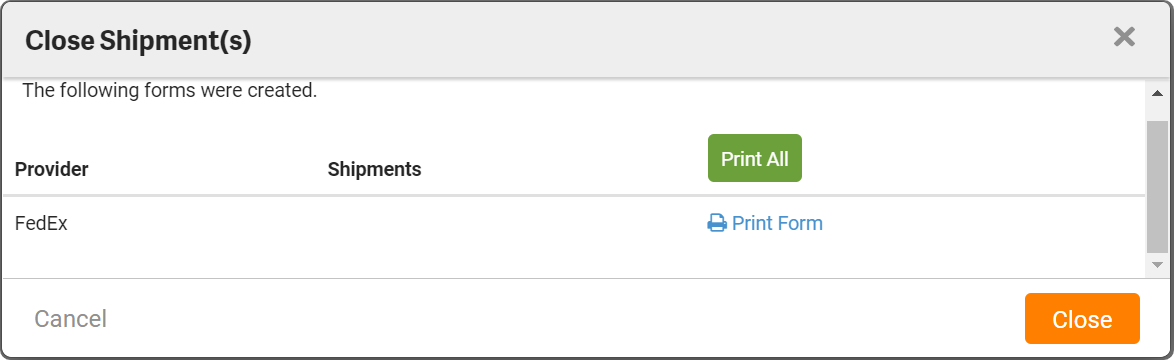 Close Shipment(s)
The following forms were created.
Provider Shipments Print All
FedEx Print Form
Cancel Close